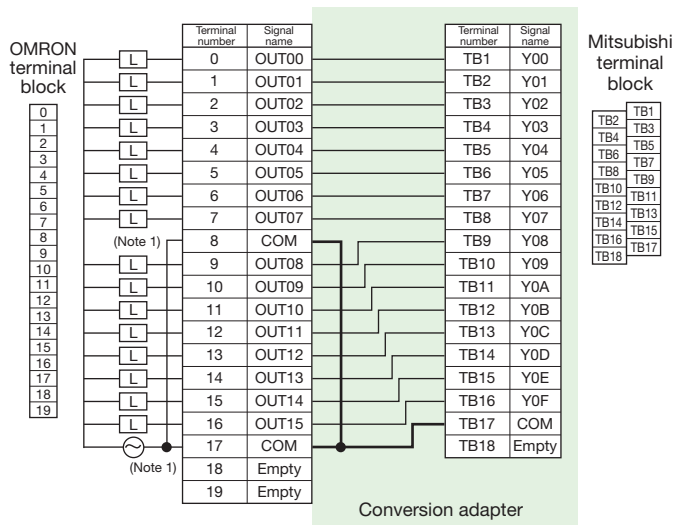 OMRON
terminal
block
0
1
2
3
4
5
6
7
8
9
10
11
12
13
14
15
16
17
18
19
Terminal number Signal name Terminal number Signal name
L 0 OUT00 TB1 Y00
L 1 OUT01 TB2 Y01
L 2 OUT02 TB3 Y02
L 3 OUT03 TB4 Y03
L 4 OUT04 TB5 Y04
L 5 OUT05 TB6 Y05
L 6 OUT06 TB7 Y06
L 7 OUT07 TB8 Y07
(Note 1) 8 COM TB9 Y08
L 9 OUT08 TB10 Y09
L 10 OUT09 TB11 Y0A
L 11 OUT10 TB12 Y0B
L 12 OUT11 TB13 Y0C
L 13 OUT12 TB14 Y0D
L 14 OUT13 TB15 Y0E
L 15 OUT14 TB16 Y0F
L 16 OUT15 TB17 COM
17 COM TB18 Empty
(Note 1) 18 Empty
19 Empty
Conversion adapter
Mitsubishi
terminal
block
TB1
TB2
TB3
TB4
TB5
TB6
TB7
TB8
TB9
TB10
TB11
TB12
TB13
TB14
TB15
TB16
TB17
TB18